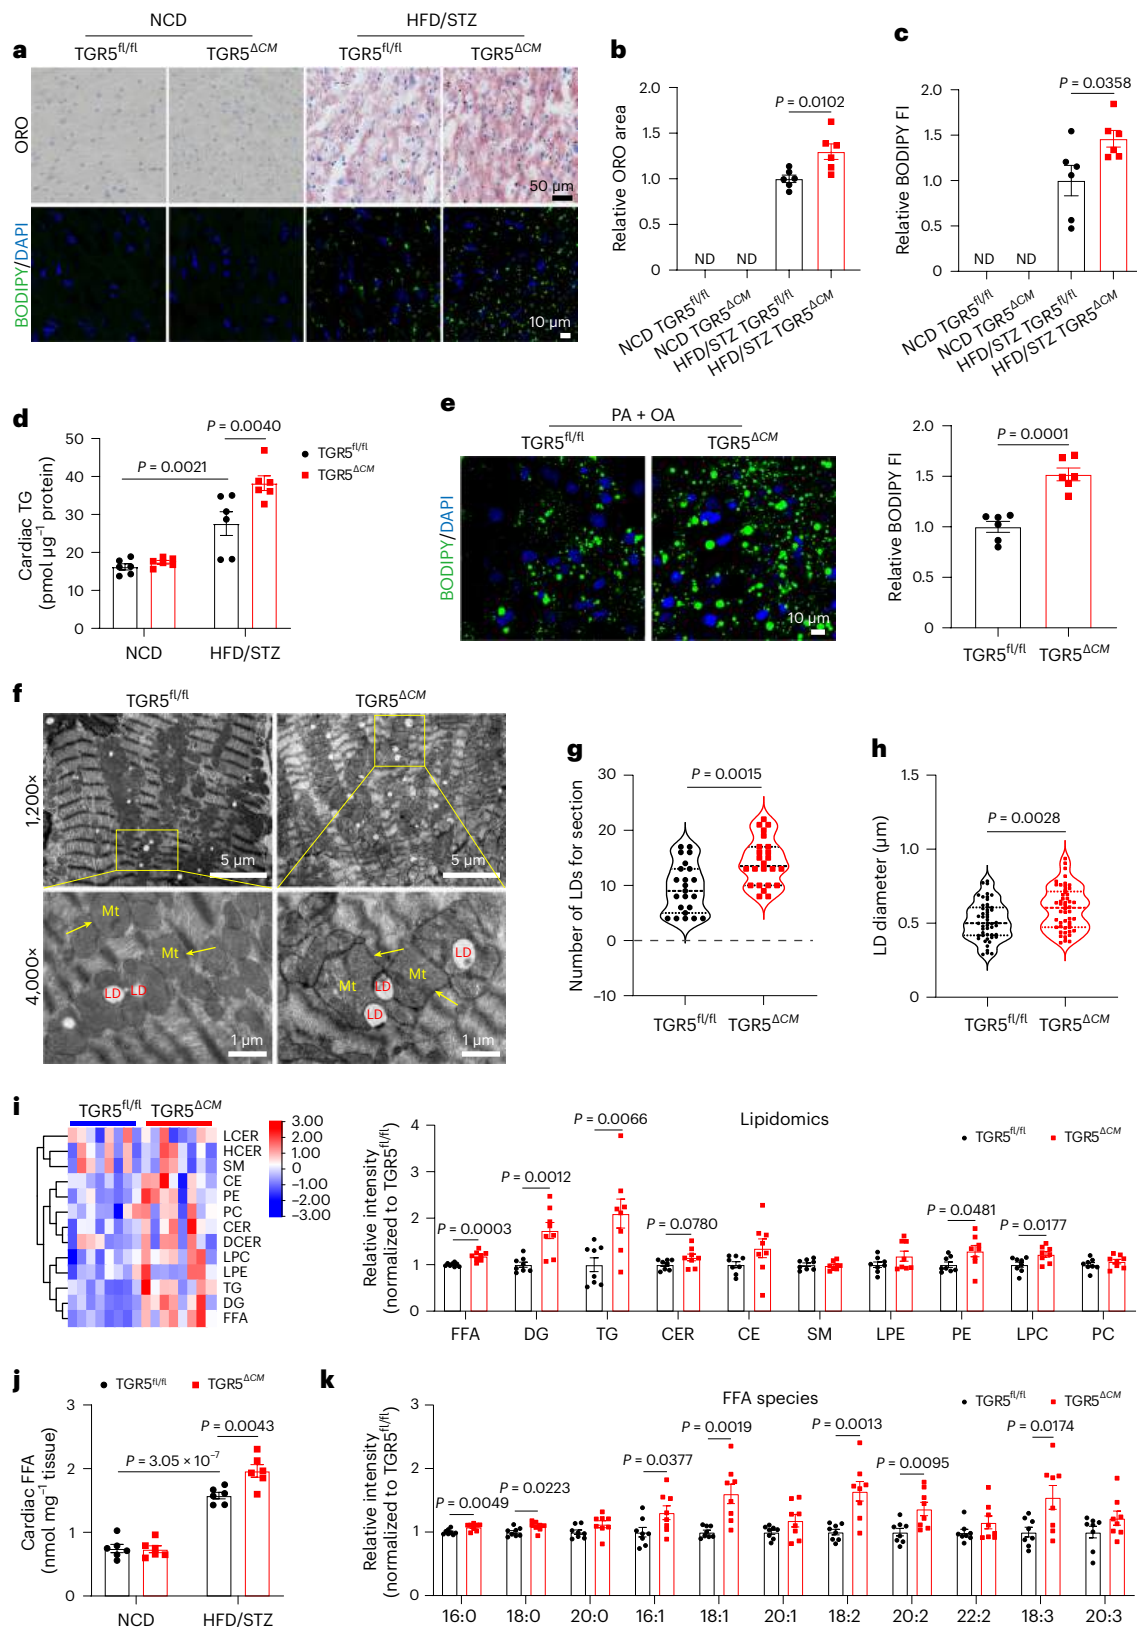 a
NCD
HFD/STZ
TGR5fl/fl
TGR5ΔCM
TGR5fl/fl
TGR5ΔCM
ORO
50 µm
BODIPY/DAPI
10 µm
b
Relative ORO area
2.0
1.5
1.0
0.5
0
P = 0.0102
ND
ND
NCD TGR5fl/fl
NCD TGR5ΔCM
HFD/STZ TGR5fl/fl
HFD/STZ TGR5ΔCM
c
Relative BODIPY FI
2.0
1.5
1.0
0.5
0
P = 0.0358
ND
ND
NCD TGR5fl/fl
NCD TGR5ΔCM
HFD/STZ TGR5fl/fl
HFD/STZ TGR5ΔCM
d
Cardiac TG
(pmol µg−1 protein)
50
40
30
20
10
0
P = 0.0040
P = 0.0021
TGR5fl/fl
TGR5ΔCM
NCD
HFD/STZ
e
PA + OA
TGR5fl/fl
TGR5ΔCM
BODIPY/DAPI
10 µm
Relative BODIPY FI
2.0
1.5
1.0
0.5
0
P = 0.0001
TGR5fl/fl
TGR5ΔCM
f
TGR5fl/fl
TGR5ΔCM
1,200×
5 µm
5 µm
4,000×
Mt
Mt
LD
LD
1 µm
Mt
Mt
LD
LD
LD
1 µm
g
Number of LDs for section
30
20
10
0
−10
P = 0.0015
TGR5fl/fl
TGR5ΔCM
h
LD diameter (µm)
1.5
1.0
0.5
0
P = 0.0028
TGR5fl/fl
TGR5ΔCM
i
TGR5fl/fl
TGR5ΔCM
LCER
HCER
SM
CE
PE
PC
CER
DCER
LPC
LPE
TG
DG
FFA
3.00
2.00
1.00
0
−1.00
−2.00
−3.00
Lipidomics
TGR5fl/fl
TGR5ΔCM
Relative intensity
(normalized to TGR5fl/fl)
4
3
2
1
0
P = 0.0003
P = 0.0012
P = 0.0066
P = 0.0780
P = 0.0481
P = 0.0177
FFA
DG
TG
CER
CE
SM
LPE
PE
LPC
PC
j
TGR5fl/fl
TGR5ΔCM
Cardiac FFA
(nmol mg−1 tissue)
3
2
1
0
P = 0.0043
P = 3.05 × 10−7
NCD
HFD/STZ
k
FFA species
TGR5fl/fl
TGR5ΔCM
Relative intensity
(normalized to TGR5fl/fl)
3
2
1
0
P = 0.0049
P = 0.0223
P = 0.0377
P = 0.0019
P = 0.0013
P = 0.0095
P = 0.0174
16:0
18:0
20:0
16:1
18:1
20:1
18:2
20:2
22:2
18:3
20:3